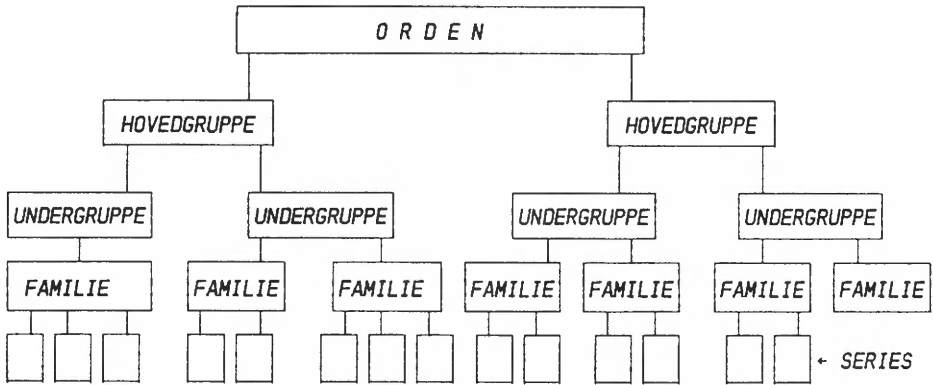 ORDEN
HOVEDGRUPPE HOVEDGRUPPE
UNDERGRUPPE UNDERGRUPPE UNDERGRUPPE UNDERGRUPPE
FAMILIE FAMILIE FAMILIE FAMILIE FAMILIE FAMILIE FAMILIE
← SERIES